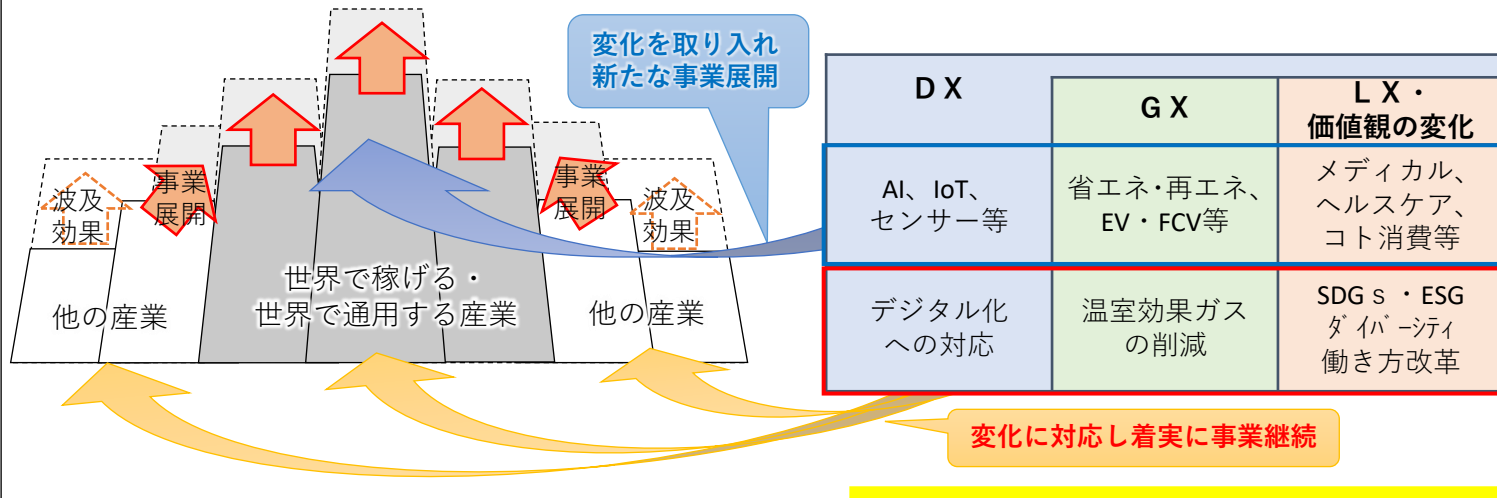 変化を取り入れ
新たな事業展開
波及
効果
事業
展開
事業
展開
波及
効果
他の産業
世界で稼げる・
世界で通用する産業
他の産業
ＤＸ
ＧＸ
ＬＸ・
価値観の変化
AI、IoT、
センサー等
省エネ・再エネ、
EV・FCV等
メディカル、
ヘルスケア、
コト消費等
デジタル化
への対応
温室効果ガス
の削減
SDGｓ・ESG
ﾀﾞｲﾊﾞｰｼティ
働き方改革
変化に対応し着実に事業継続